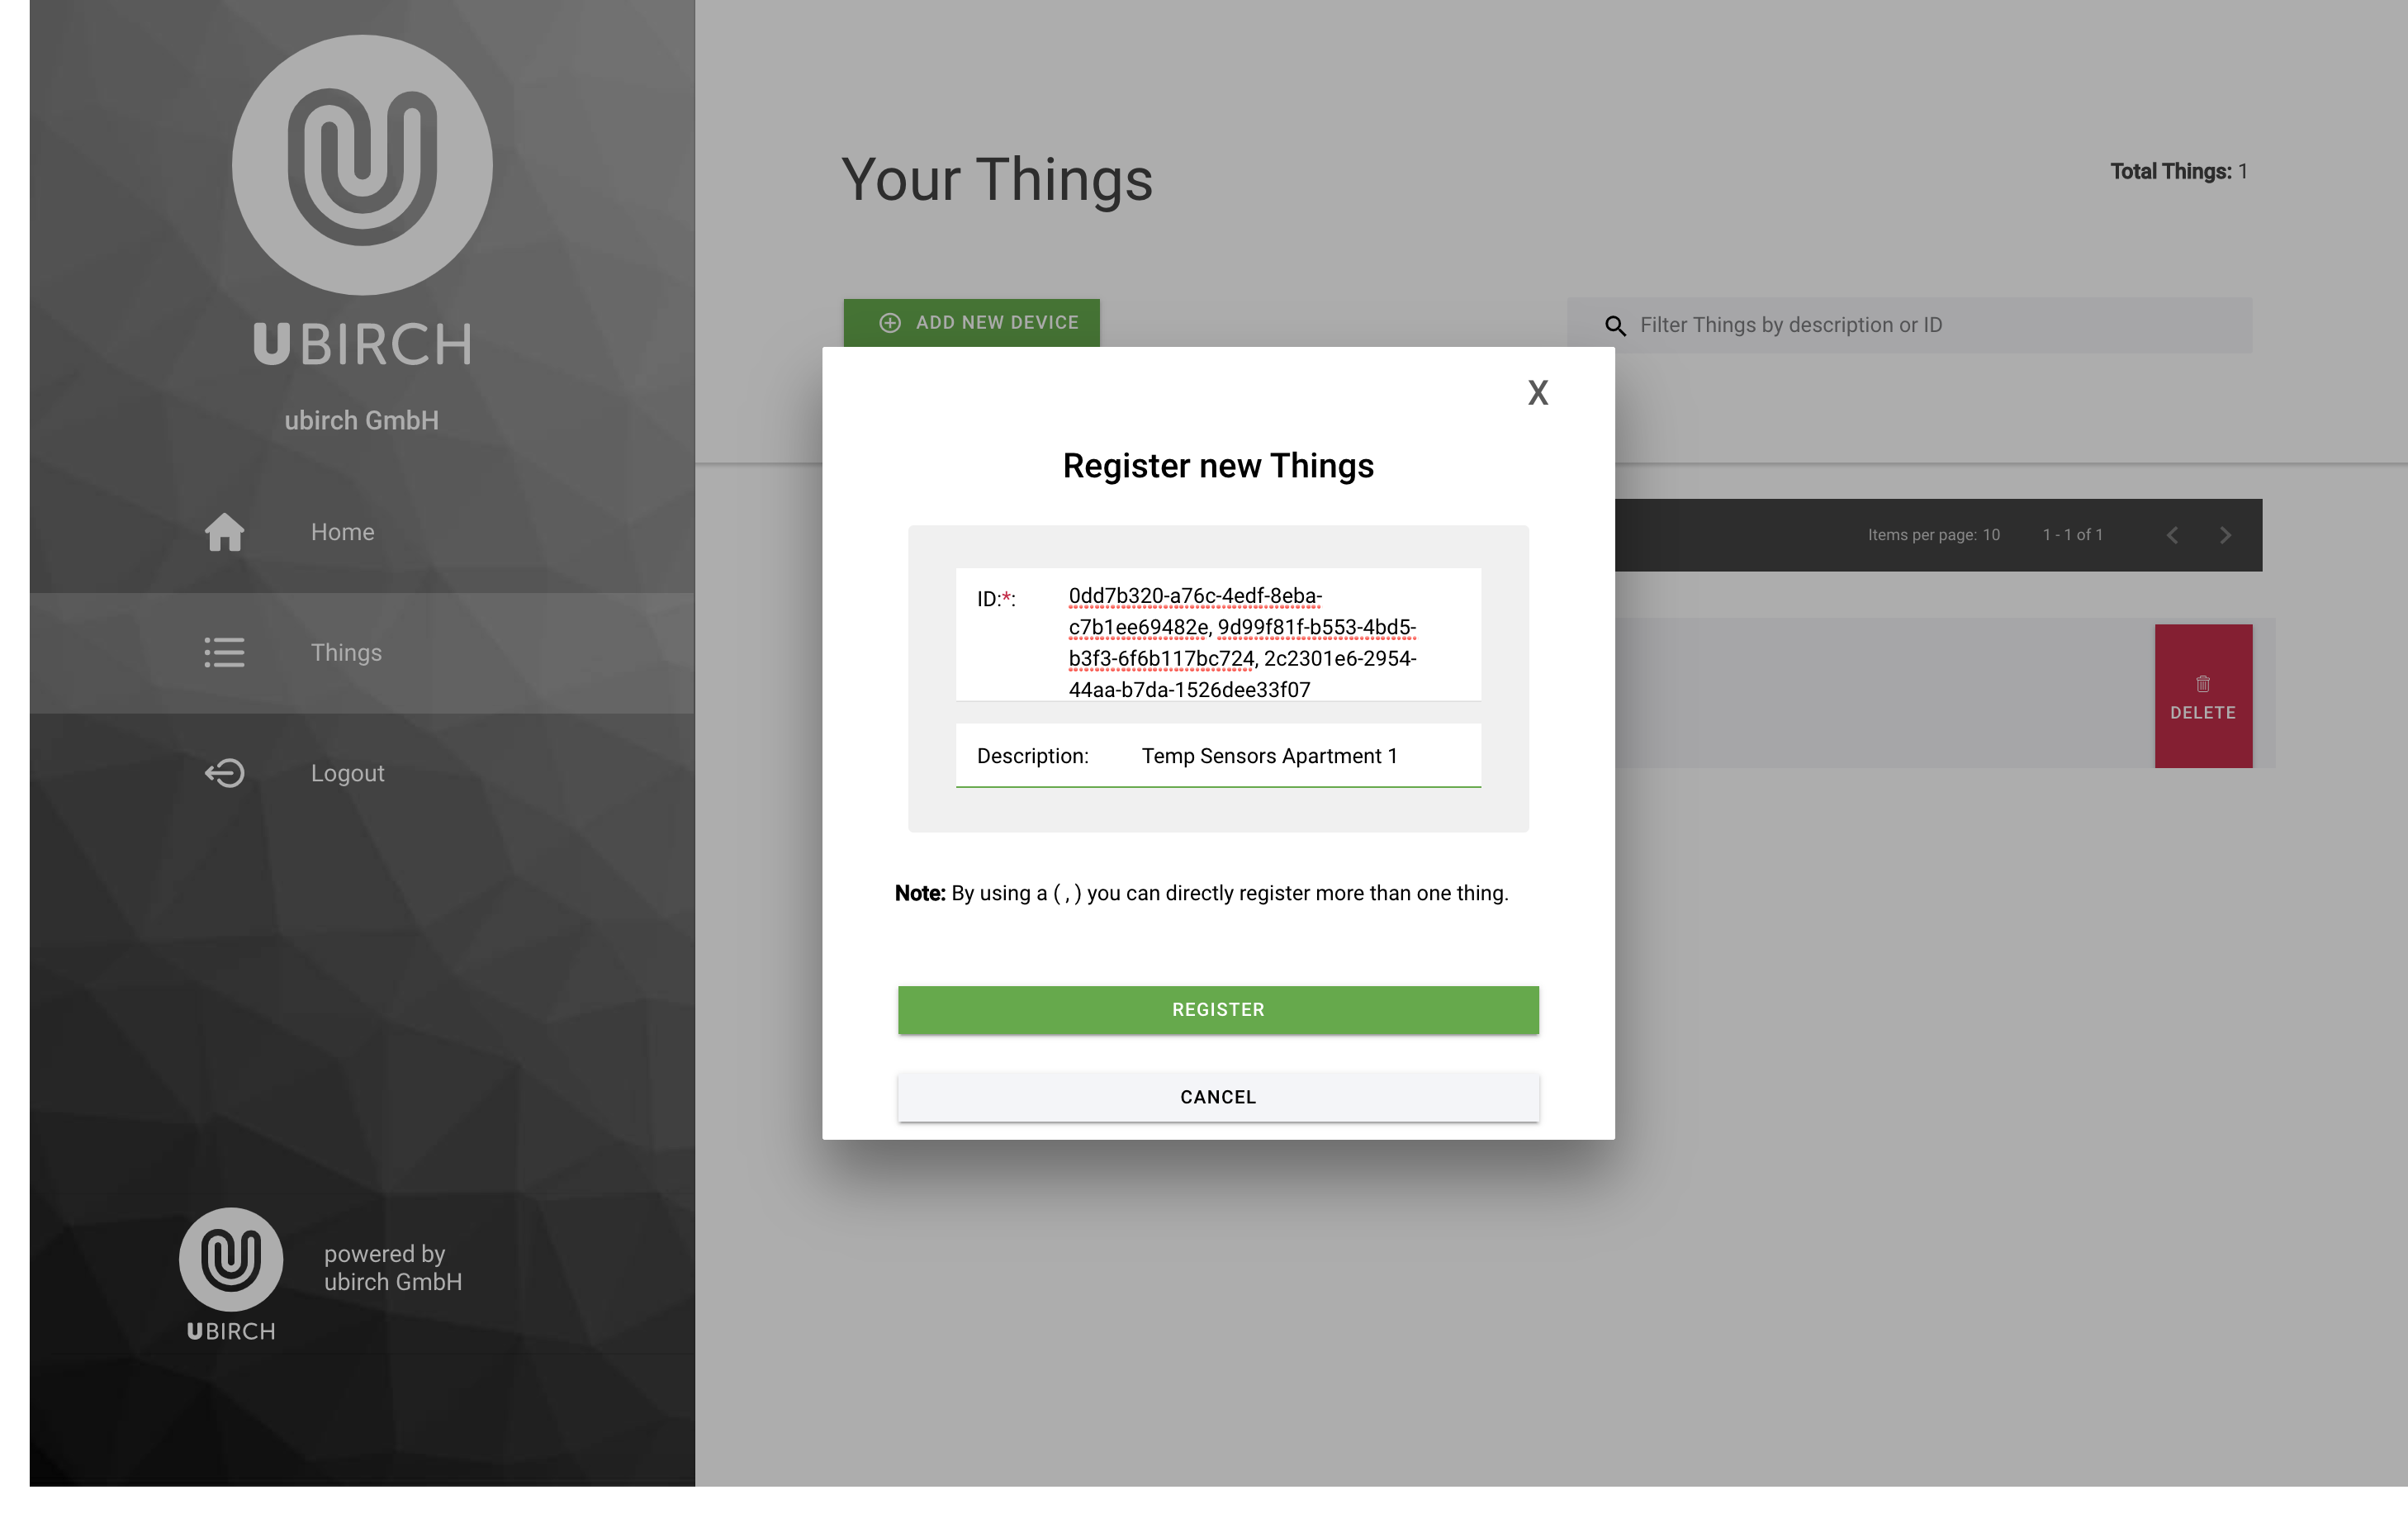 UBIRCH
ubirch GmbH
Home
Things
Logout
powered by
ubirch GmbH
UBIRCH
Your Things
Total Things: 1
ADD NEW DEVICE
Filter Things by description or ID
Items per page: 10 1 - 1 of 1
DELETE
X
Register new Things
ID:*: 0dd7b320-a76c-4edf-8eba-
c7b1ee69482e, 9d99f81f-b553-4bd5-
b3f3-6f6b117bc724, 2c2301e6-2954-
44aa-b7da-1526dee33f07
Description: Temp Sensors Apartment 1
Note: By using a ( , ) you can directly register more than one thing.
REGISTER
CANCEL